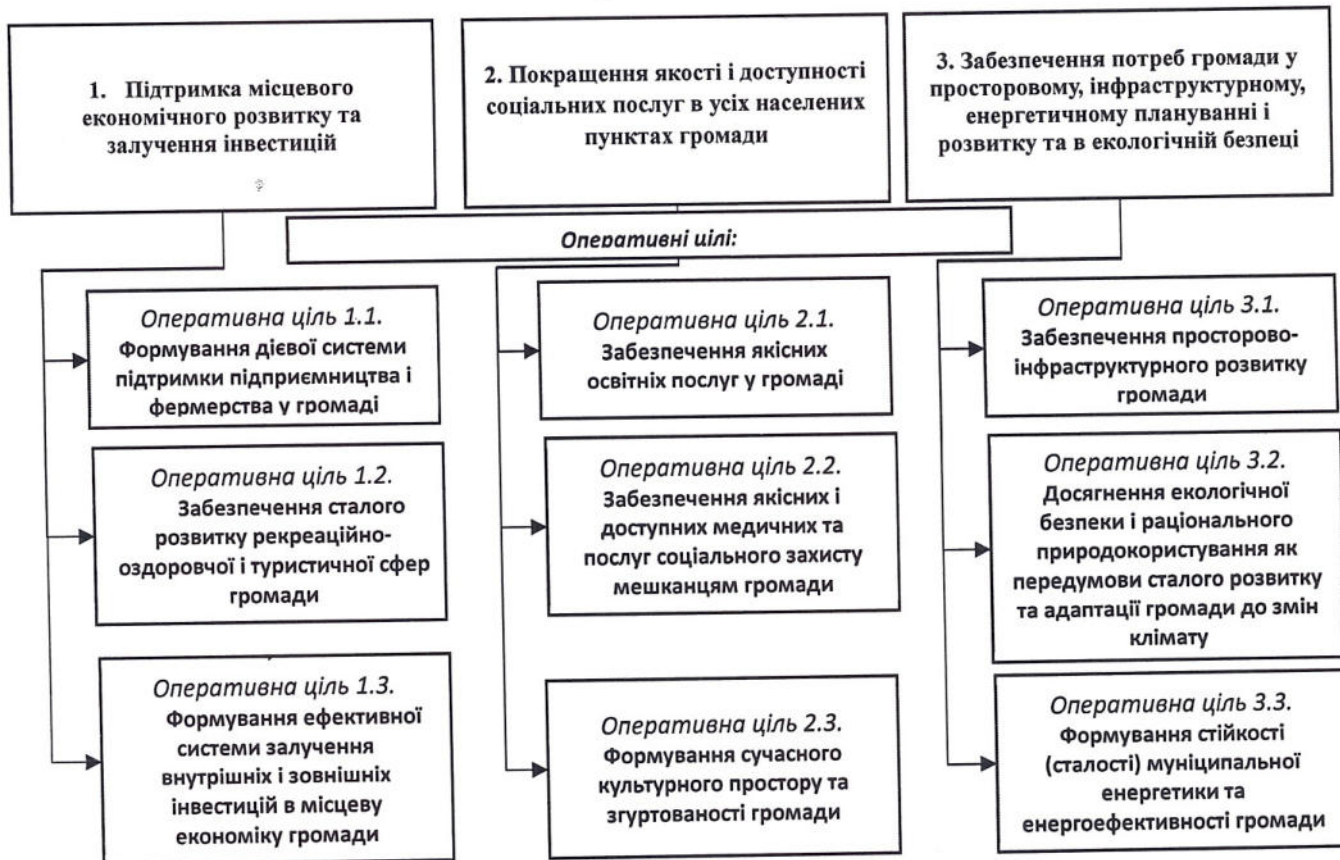 1. Підтримка місцевого
економічного розвитку та
залучення інвестицій
2. Покращення якості і доступності
соціальних послуг в усіх населених
пунктах громади
3. Забезпечення потреб громади у
просторовому, інфраструктурному,
енергетичному плануванні і
розвитку та в екологічній безпеці
Оперативні цілі:
Оперативна ціль 1.1.
Формування дієвої системи
підтримки підприємництва і
фермерства у громаді
Оперативна ціль 1.2.
Забезпечення сталого
розвитку рекреаційно-
оздоровчої і туристичної сфер
громади
Оперативна ціль 1.3.
Формування ефективної
системи залучення
внутрішніх і зовнішніх
інвестицій в місцеву
економіку громади
Оперативна ціль 2.1.
Забезпечення якісних
освітніх послуг у громаді
Оперативна ціль 2.2.
Забезпечення якісних і
доступних медичних та
послуг соціального захисту
мешканцям громади
Оперативна ціль 2.3.
Формування сучасного
культурного простору та
згуртованості громади
Оперативна ціль 3.1.
Забезпечення просторово-
інфраструктурного розвитку
громади
Оперативна ціль 3.2.
Досягнення екологічної
безпеки і раціонального
природокористування як
передумови сталого розвитку
та адаптації громади до змін
клімату
Оперативна ціль 3.3.
Формування стійкості
(сталості) муніципальної
енергетики та
енергоефективності громади